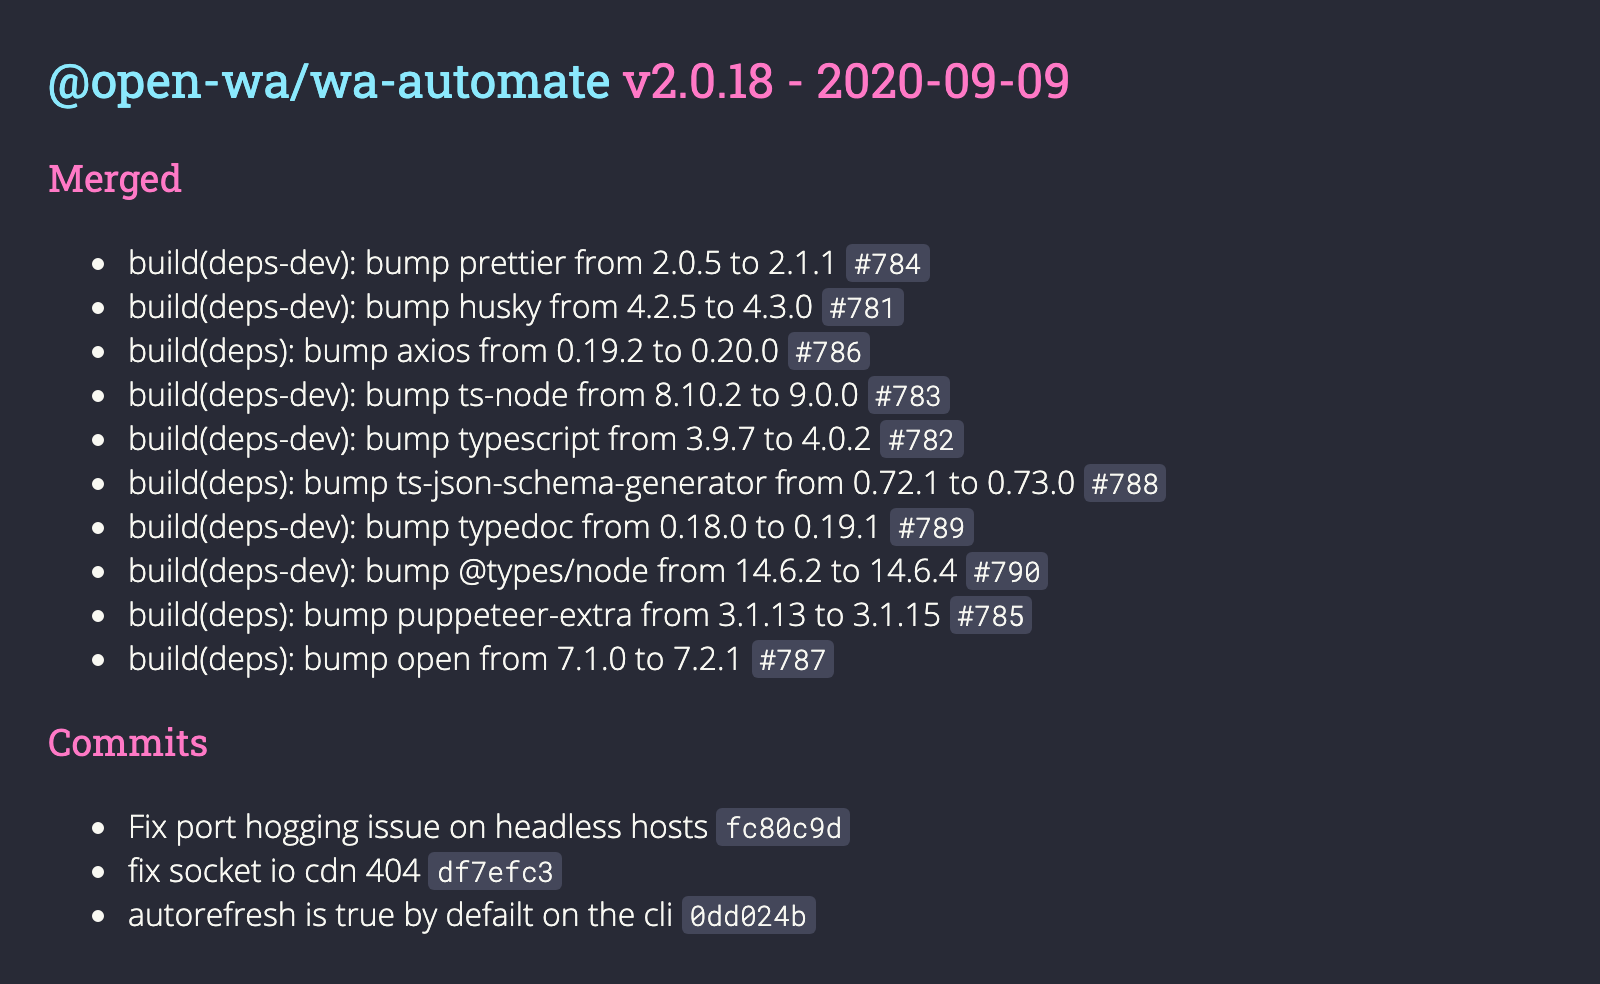 @open-wa/wa-automate v2.0.18 - 2020-09-09
Merged
build(deps-dev): bump prettier from 2.0.5 to 2.1.1 #784
build(deps-dev): bump husky from 4.2.5 to 4.3.0 #781
build(deps): bump axios from 0.19.2 to 0.20.0 #786
build(deps-dev): bump ts-node from 8.10.2 to 9.0.0 #783
build(deps-dev): bump typescript from 3.9.7 to 4.0.2 #782
build(deps): bump ts-json-schema-generator from 0.72.1 to 0.73.0 #788
build(deps-dev): bump typedoc from 0.18.0 to 0.19.1 #789
build(deps-dev): bump @types/node from 14.6.2 to 14.6.4 #790
build(deps): bump puppeteer-extra from 3.1.13 to 3.1.15 #785
build(deps): bump open from 7.1.0 to 7.2.1 #787
Commits
Fix port hogging issue on headless hosts fc80c9d
fix socket io cdn 404 df7efc3
autorefresh is true by defailt on the cli 0dd024b